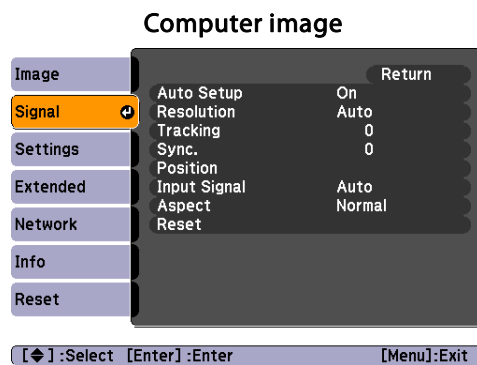 Computer image
Image
Signal
Settings
Extended
Network
Info
Reset
Return
Auto Setup On
Resolution Auto
Tracking 0
Sync. 0
Position
Input Signal Auto
Aspect Normal
Reset
[◆] :Select [Enter] :Enter [Menu]:Exit